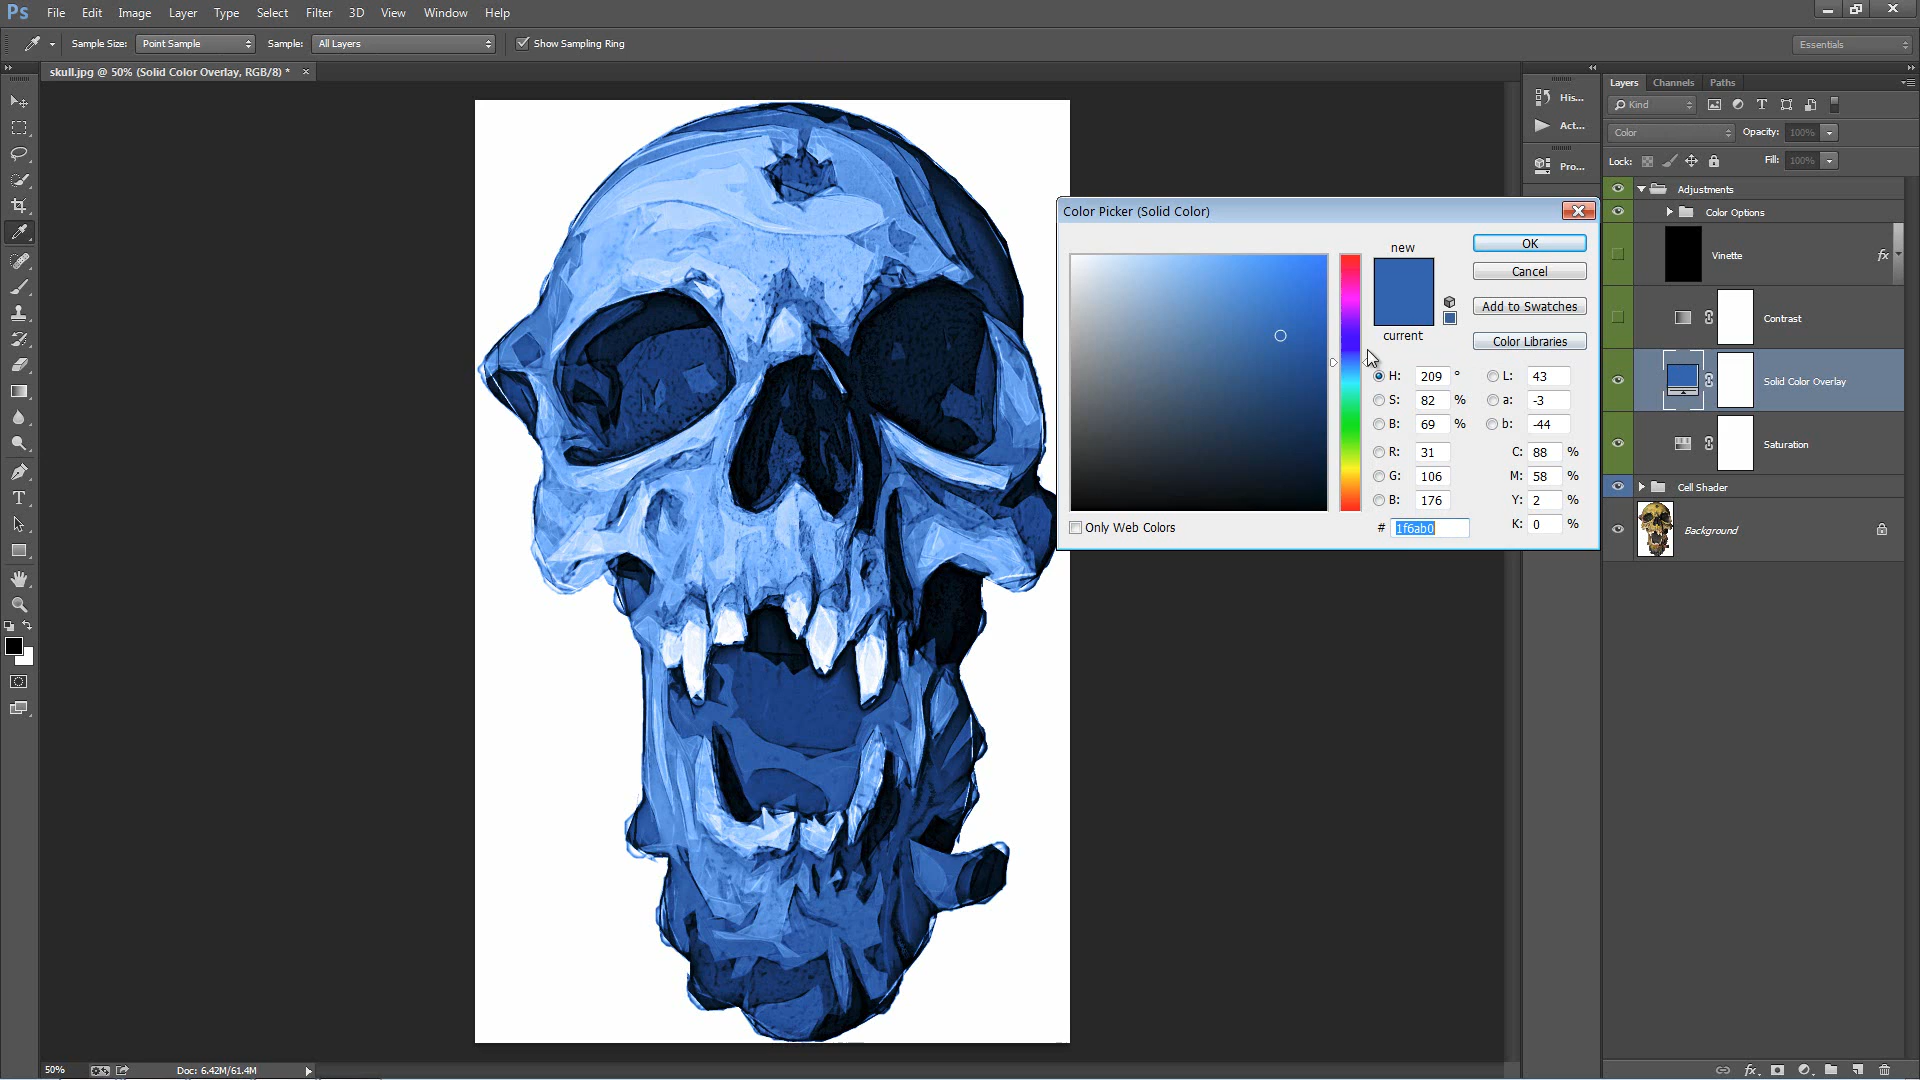 Ps File Edit Image Layer Type Select Filter 3D View Window Help
Sample Size: Point Sample Sample: All Layers Show Sampling Ring Essentials
skull.jpg @ 50% (Solid Color Overlay, RGB/8) * ×
His...
Act...
Pro...
Layers Channels Paths
Kind
Color Opacity: 100%
Lock: Fill: 100%
Adjustments
Color Options
Vinette fx
Contrast
Solid Color Overlay
Saturation
Cell Shader
Background
Color Picker (Solid Color)
new
current
OK
Cancel
Add to Swatches
Color Libraries
H: 209 ° L: 43
S: 82 % a: -3
B: 69 % b: -44
R: 31 C: 88 %
G: 106 M: 58 %
B: 176 Y: 2 %
K: 0 %
# 1f6ab0
Only Web Colors
50% Doc: 6.42M/61.4M
fx